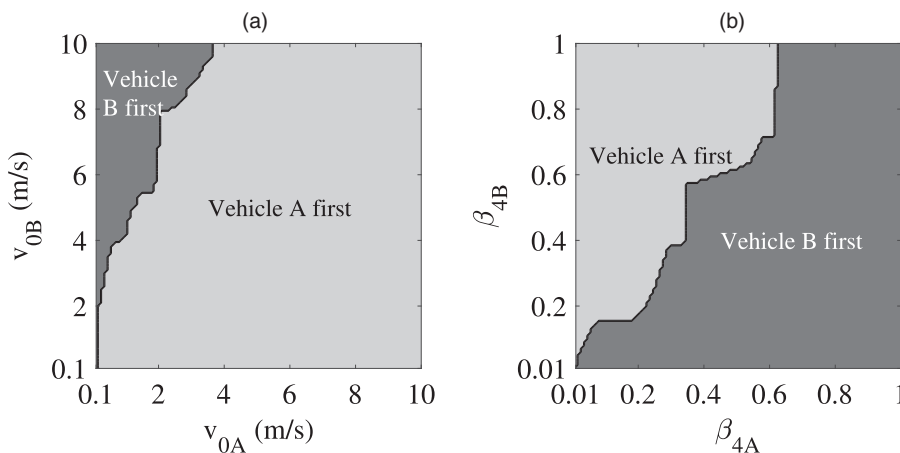 (a)
10
8
6
4
2
0.1
v0B (m/s)
Vehicle
B first
Vehicle A first
0.1
2
4
6
8
10
v0A (m/s)
(b)
1
0.8
0.6
0.4
0.2
0.01
β4B
Vehicle A first
Vehicle B first
0.01
0.2
0.4
0.6
0.8
1
β4A